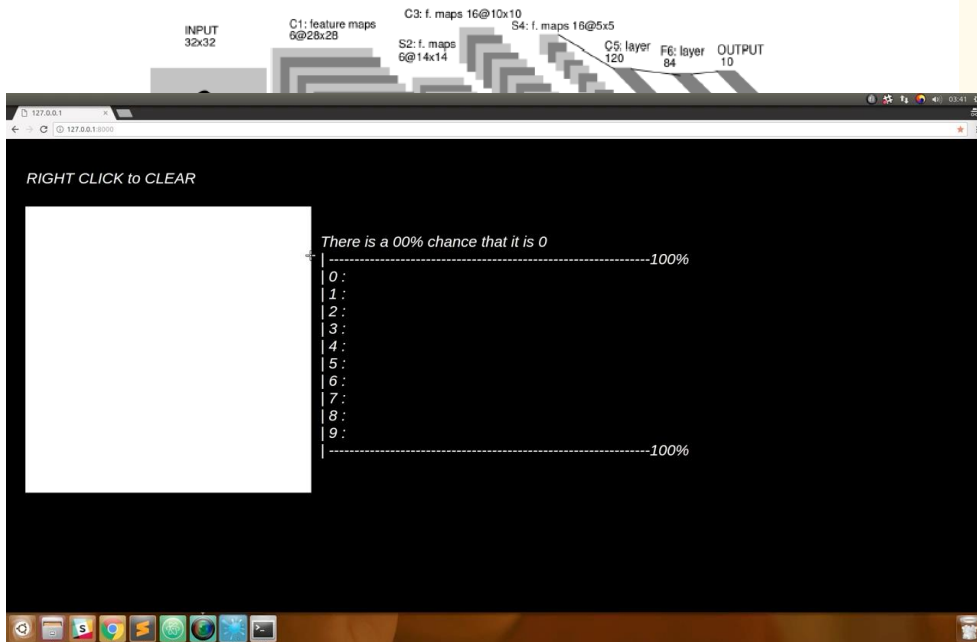 C3: f. maps 16@10x10
INPUT
32x32
C1: feature maps
6@28x28
S4: f. maps 16@5x5
S2: f. maps
6@14x14
C5: layer
120
F6: layer
84
OUTPUT
10
03:41
127.0.0.1
127.0.0.1:8000
RIGHT CLICK to CLEAR
There is a 00% chance that it is 0
| ----------------------------------------------------------------100%
| 0 :
| 1 :
| 2 :
| 3 :
| 4 :
| 5 :
| 6 :
| 7 :
| 8 :
| 9 :
| ----------------------------------------------------------------100%